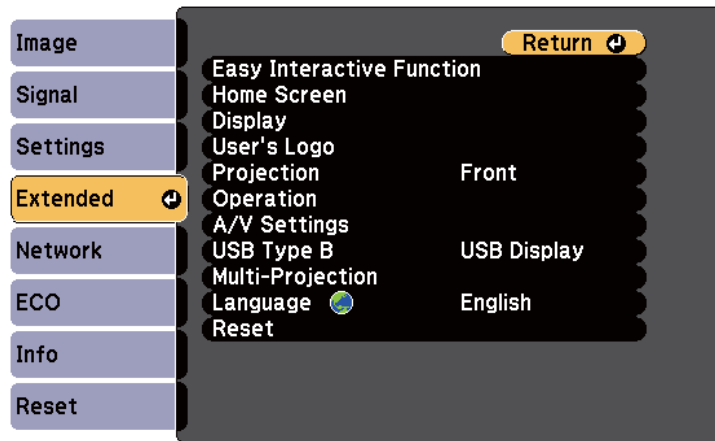 Image
Signal
Settings
Extended
Network
ECO
Info
Reset
Return
Easy Interactive Function
Home Screen
Display
User's Logo
Projection Front
Operation
A/V Settings
USB Type B USB Display
Multi-Projection
Language English
Reset